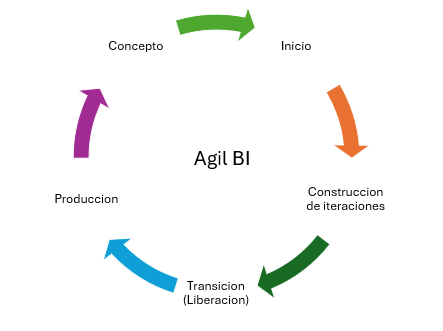 Concepto
Inicio
Agil BI
Construccion
de iteraciones
Produccion
Transicion
(Liberacion)